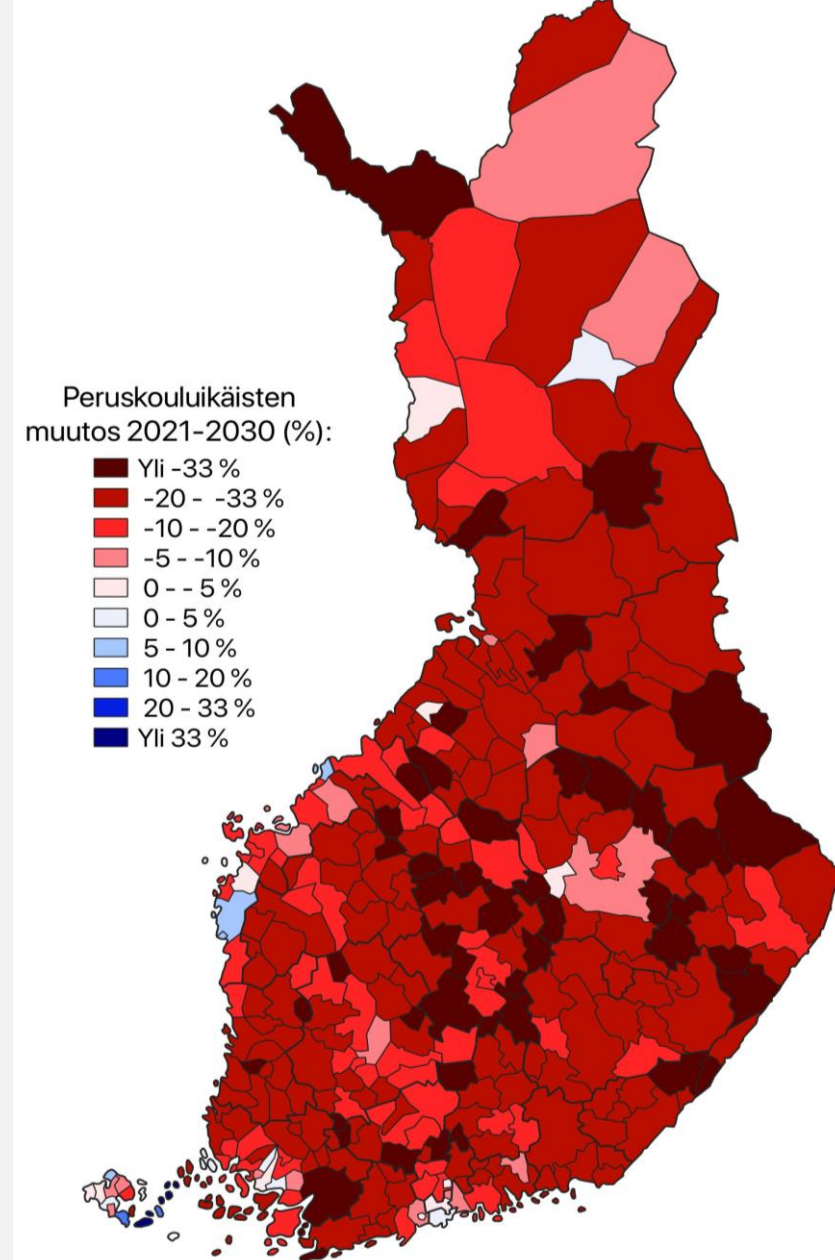 Peruskouluikäisten
muutos 2021-2030 (%):
Yli -33 %
-20 - -33 %
-10 - -20 %
-5 - -10 %
0 - - 5 %
0 - 5 %
5 - 10 %
10 - 20 %
20 - 33 %
Yli 33 %